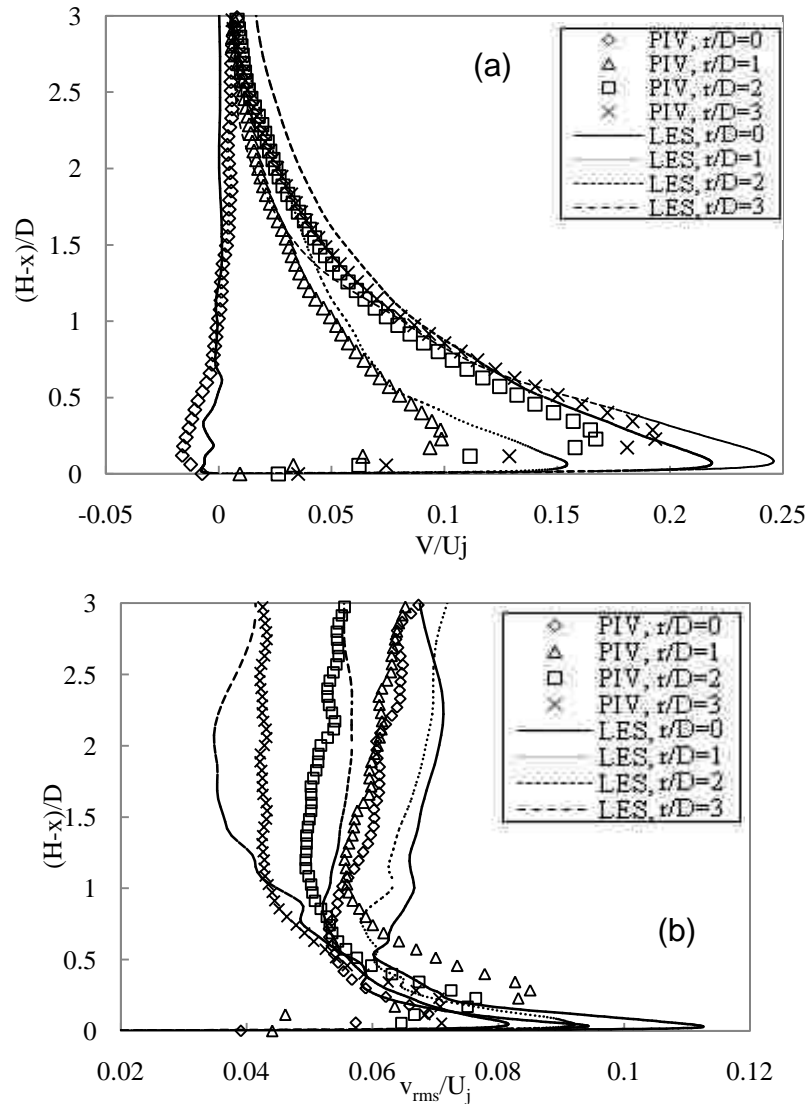 (a)
PIV, r/D=0
PIV, r/D=1
PIV, r/D=2
PIV, r/D=3
LES, r/D=0
LES, r/D=1
LES, r/D=2
LES, r/D=3
3
2.5
2
1.5
1
0.5
0
(H-x)/D
-0.05
0
0.05
0.1
0.15
0.2
0.25
V/Uj
(b)
PIV, r/D=0
PIV, r/D=1
PIV, r/D=2
PIV, r/D=3
LES, r/D=0
LES, r/D=1
LES, r/D=2
LES, r/D=3
3
2.5
2
1.5
1
0.5
0
(H-x)/D
0.02
0.04
0.06
0.08
0.1
0.12
vrms/Uj